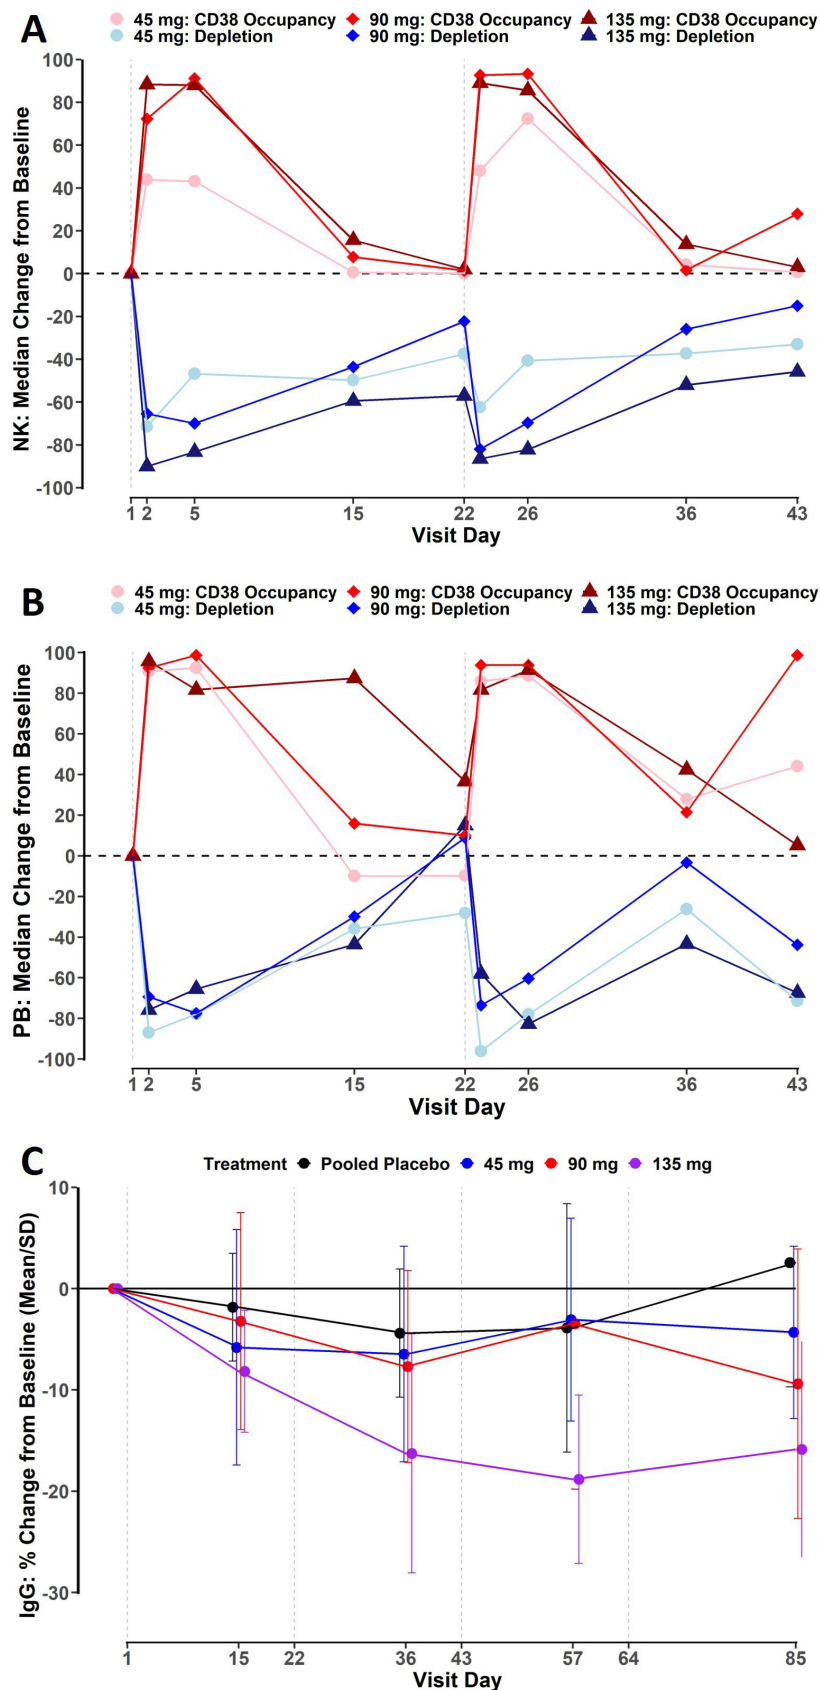 A
45 mg: CD38 Occupancy 90 mg: CD38 Occupancy 135 mg: CD38 Occupancy
45 mg: Depletion 90 mg: Depletion 135 mg: Depletion
NK: Median Change from Baseline
100
80
60
40
20
0
-20
-40
-60
-80
-100
1 2 5 15 22 26 36 43
Visit Day
B
45 mg: CD38 Occupancy 90 mg: CD38 Occupancy 135 mg: CD38 Occupancy
45 mg: Depletion 90 mg: Depletion 135 mg: Depletion
PB: Median Change from Baseline
100
80
60
40
20
0
-20
-40
-60
-80
-100
1 2 5 15 22 26 36 43
Visit Day
C
Treatment Pooled Placebo 45 mg 90 mg 135 mg
IgG: % Change from Baseline (Mean/SD)
10
0
-10
-20
-30
1 15 22 36 43 57 64 85
Visit Day